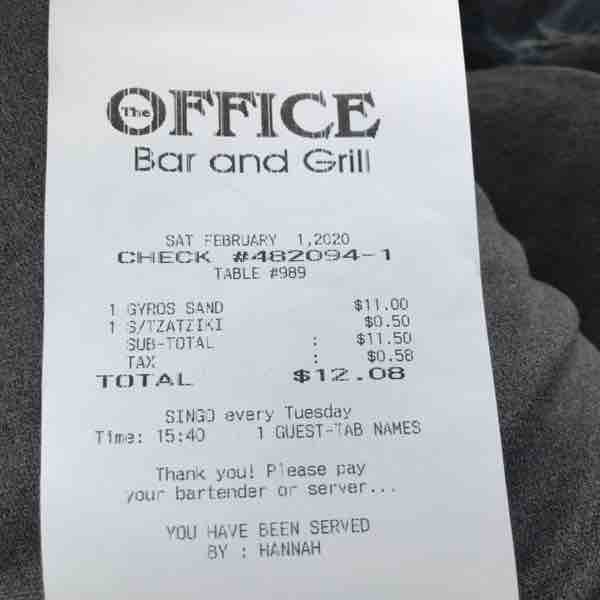 The OFFICE
Bar and Grill
SAT FEBRUARY 1,2020
CHECK #482094-1
TABLE #989
1 GYROS SAND $11.00
1 S/TZATZIKI $0.50
SUB-TOTAL : $11.50
TAX : $0.58
TOTAL $12.08
SINGO every Tuesday
Time: 15:40 1 GUEST-TAB NAMES
Thank you! Please pay
your bartender or server...
YOU HAVE BEEN SERVED
BY : HANNAH